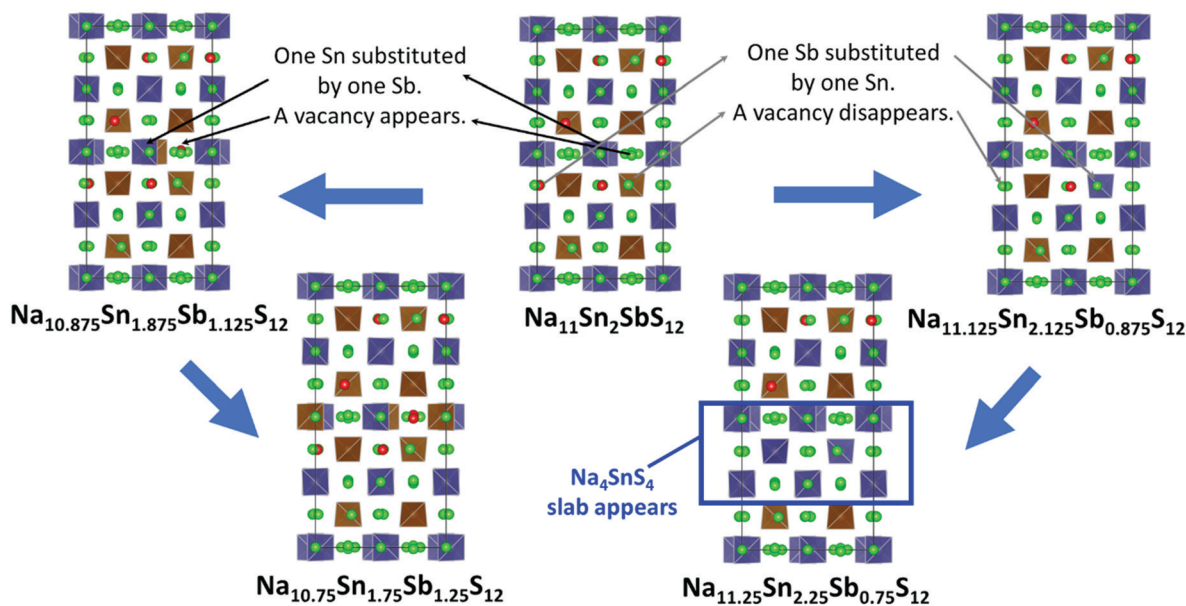 One Sn substituted
by one Sb.
A vacancy appears.
One Sb substituted
by one Sn.
A vacancy disappears.
Na₁₀.₈₇₅Sn₁.₈₇₅Sb₁.₁₂₅S₁₂
Na₁₁Sn₂SbS₁₂
Na₁₁.₁₂₅Sn₂.₁₂₅Sb₀.₈₇₅S₁₂
Na₄SnS₄
slab appears
Na₁₀.₇₅Sn₁.₇₅Sb₁.₂₅S₁₂
Na₁₁.₂₅Sn₂.₂₅Sb₀.₇₅S₁₂